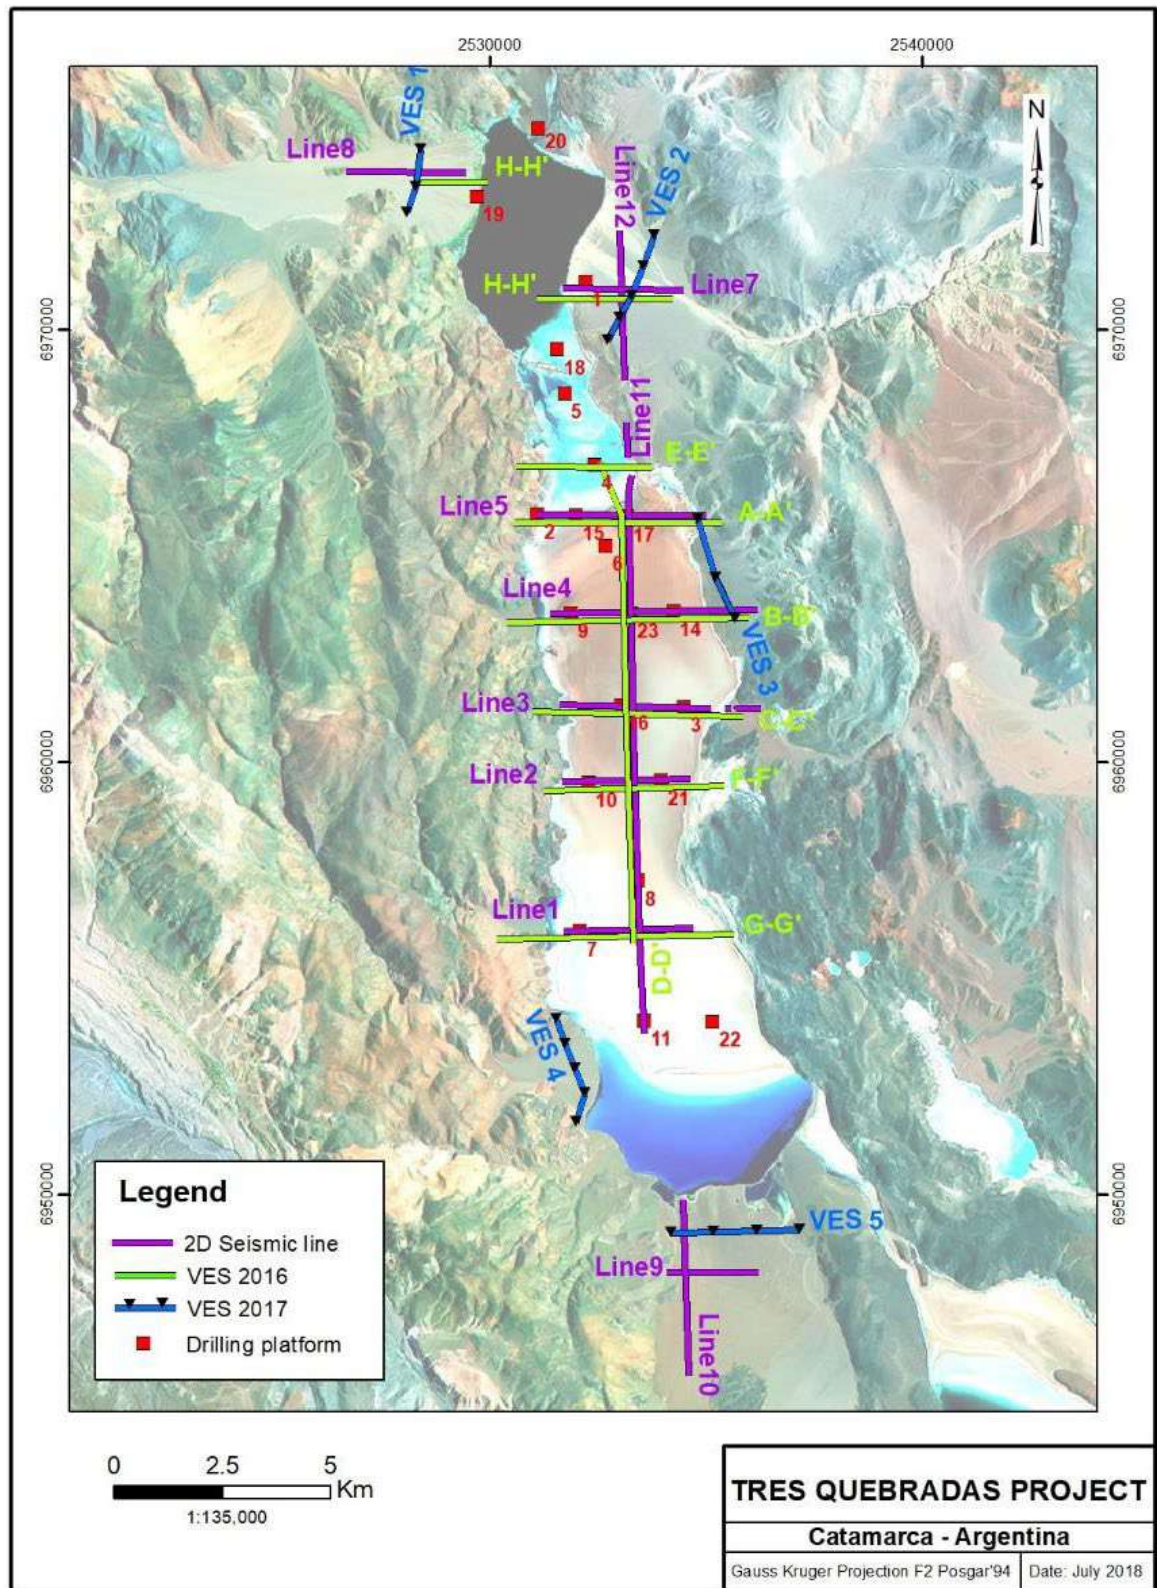 2530000
2540000
VES 1
20
Line8
H-H'
Line12
VES 2
N
19
H-H'
1
Line7
6970000
6970000
18
5
Line11
E-E'
4
Line5
A-A'
2
15
17
6
Line4
9
23
14
B-B'
VES 3
Line3
6
3
C-C'
6960000
6960000
Line2
F-F'
10
21
8
Line1
G-G'
7
D-D'
11
22
VES 4
6950000
6950000
VES 5
Line9
Line10
Legend
2D Seismic line
VES 2016
VES 2017
Drilling platform
0 2.5 5
Km
1:135,000
TRES QUEBRADAS PROJECT
Catamarca - Argentina
Gauss Kruger Projection F2 Posgar'94
Date: July 2018